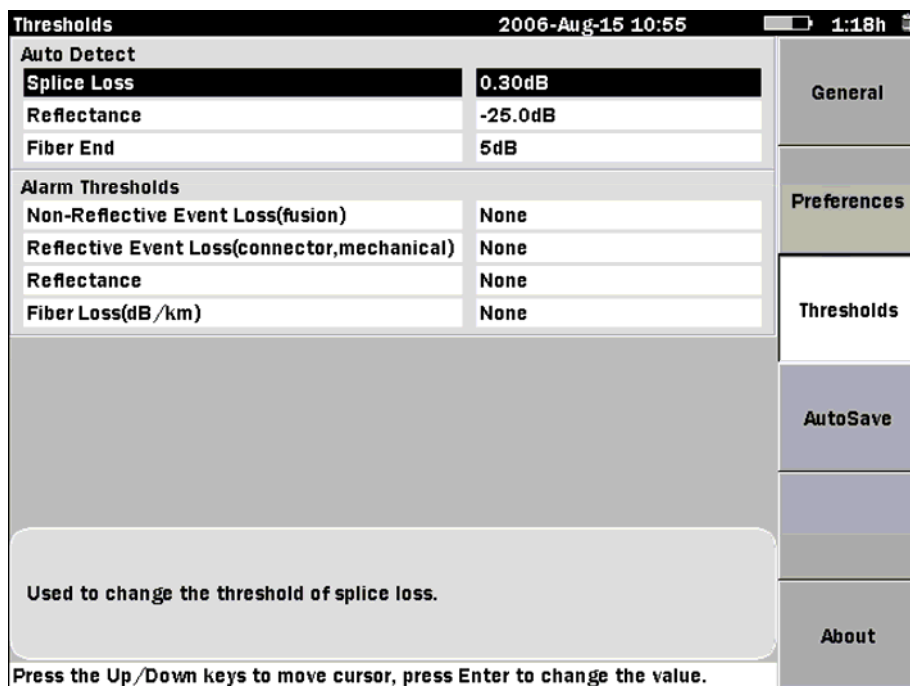 Thresholds 2006-Aug-15 10:55 1:18h
Auto Detect
Splice Loss 0.30dB
Reflectance -25.0dB
Fiber End 5dB
Alarm Thresholds
Non-Reflective Event Loss(fusion) None
Reflective Event Loss(connector,mechanical) None
Reflectance None
Fiber Loss(dB/km) None
Used to change the threshold of splice loss.
Press the Up/Down keys to move cursor, press Enter to change the value.
General
Preferences
Thresholds
AutoSave
About